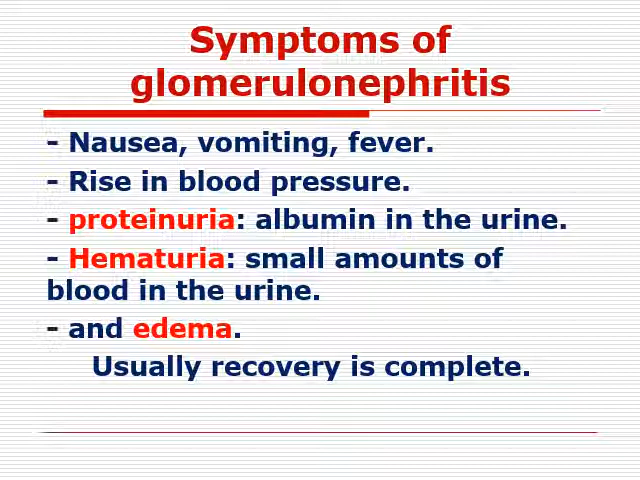 Symptoms of
glomerulonephritis
- Nausea, vomiting, fever.
- Rise in blood pressure.
- proteinuria: albumin in the urine.
- Hematuria: small amounts of
blood in the urine.
- and edema.
Usually recovery is complete.